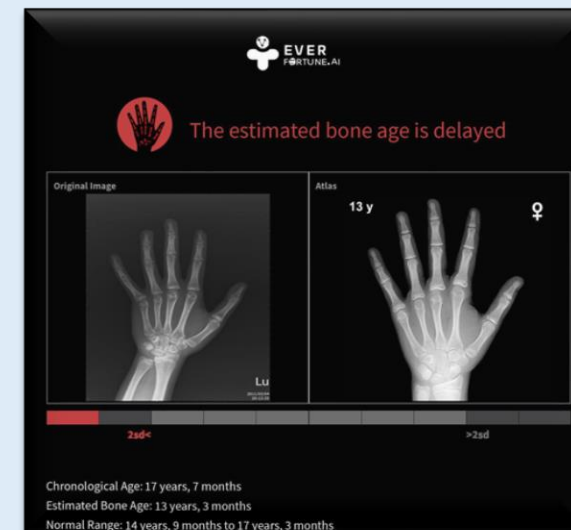 EVER
FORTUNE.AI
The estimated bone age is delayed
Original Image
Atlas
13 y
♀
Lu
2sd<
>2sd
Chronological Age: 17 years, 7 months
Estimated Bone Age: 13 years, 3 months
Normal Range: 14 years, 9 months to 17 years, 3 months